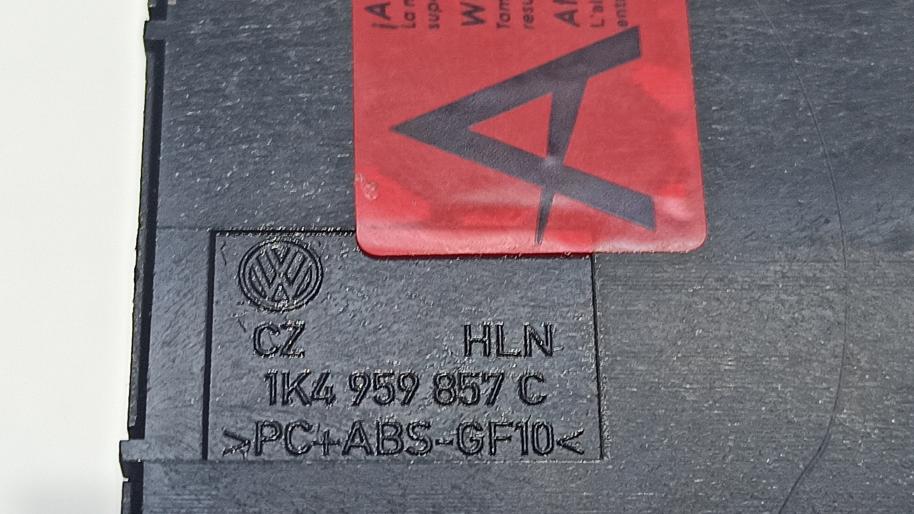 A
CZ HLN
1K4 959 857 C
>PC+ABS-GF10<